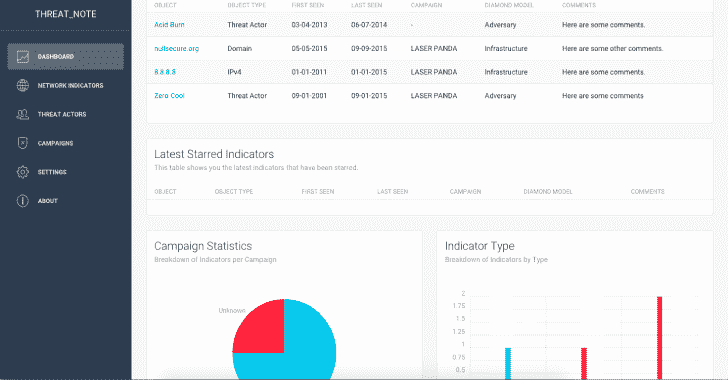 THREAT_NOTE
DASHBOARD
NETWORK INDICATORS
THREAT ACTORS
CAMPAIGNS
SETTINGS
ABOUT
OBJECT OBJECT TYPE FIRST SEEN LAST SEEN CAMPAIGN DIAMOND MODEL COMMENTS
Acid Burn Threat Actor 03-04-2013 06-07-2014 - Adversary Here are some comments.
nullsecure.org Domain 05-05-2015 09-09-2015 LASER PANDA Infrastructure Here are some other comments.
8.8.8.8 IPv4 01-01-2011 01-01-2015 LASER PANDA Infrastructure Here are some comments.
Zero Cool Threat Actor 09-01-2001 09-01-2015 LASER PANDA Adversary Here are some comments
Latest Starred Indicators
This table shows you the latest indicators that have been starred.
OBJECT OBJECT TYPE FIRST SEEN LAST SEEN CAMPAIGN DIAMOND MODEL COMMENTS
Campaign Statistics
Breakdown of Indicators per Campaign
Unknown
Indicator Type
Breakdown of Indicators by Type
2
1.75
1.5
1.25
1
0.75
0.5